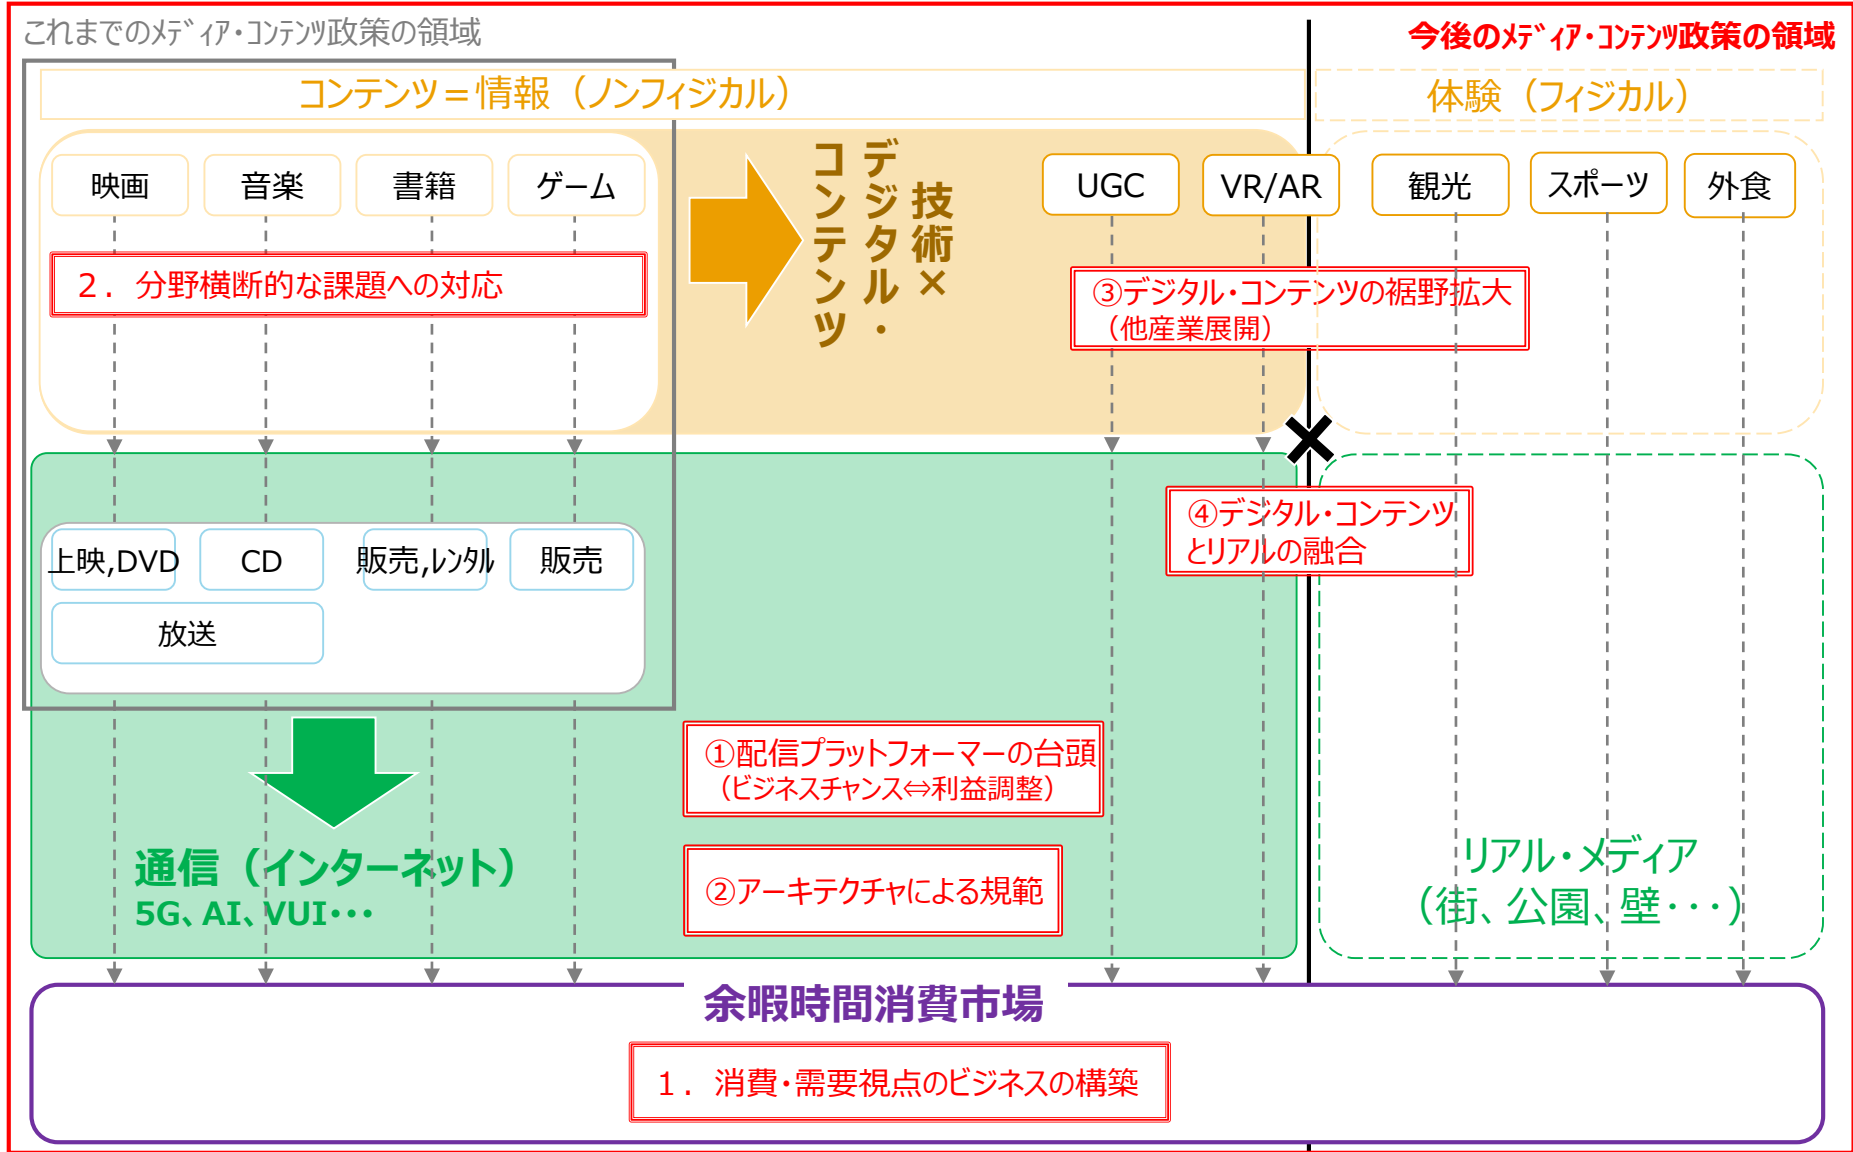 これまでのﾒﾃﾞｨｱ・ｺﾝﾃﾝﾂ政策の領域
今後のﾒﾃﾞｨｱ・ｺﾝﾃﾝﾂ政策の領域
コンテンツ＝情報（ノンフィジカル）
体験（フィジカル）
映画
音楽
書籍
ゲーム
技術×
デジタル・
コンテンツ
UGC
VR/AR
観光
スポーツ
外食
２．分野横断的な課題への対応
③デジタル・コンテンツの裾野拡大
（他産業展開）
④デジタル・コンテンツ
とリアルの融合
上映,DVD
CD
販売,ﾚﾝﾀﾙ
販売
放送
①配信プラットフォーマーの台頭
（ビジネスチャンス⇔利益調整）
②アーキテクチャによる規範
通信（インターネット）
5G、AI、VUI・・・
リアル・メディア
（街、公園、壁・・・）
余暇時間消費市場
１．消費・需要視点のビジネスの構築